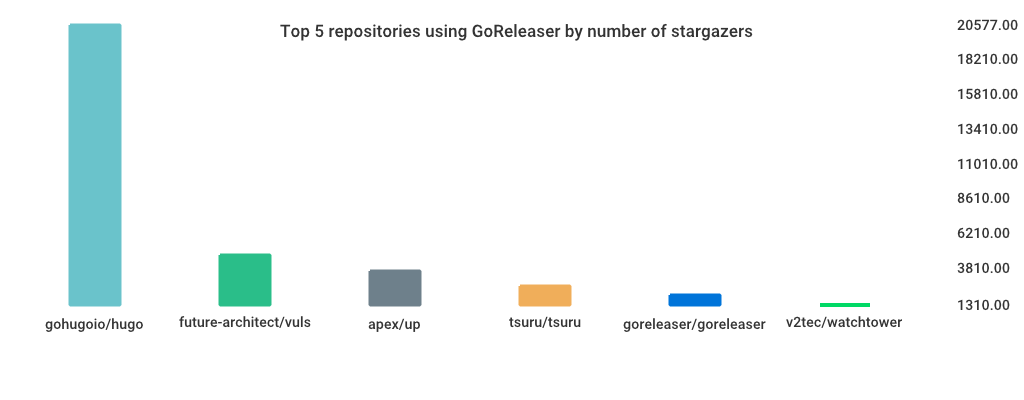 Top 5 repositories using GoReleaser by number of stargazers
20577.00
18210.00
15810.00
13410.00
11010.00
8610.00
6210.00
3810.00
1310.00
gohugoio/hugo
future-architect/vuls
apex/up
tsuru/tsuru
goreleaser/goreleaser
v2tec/watchtower